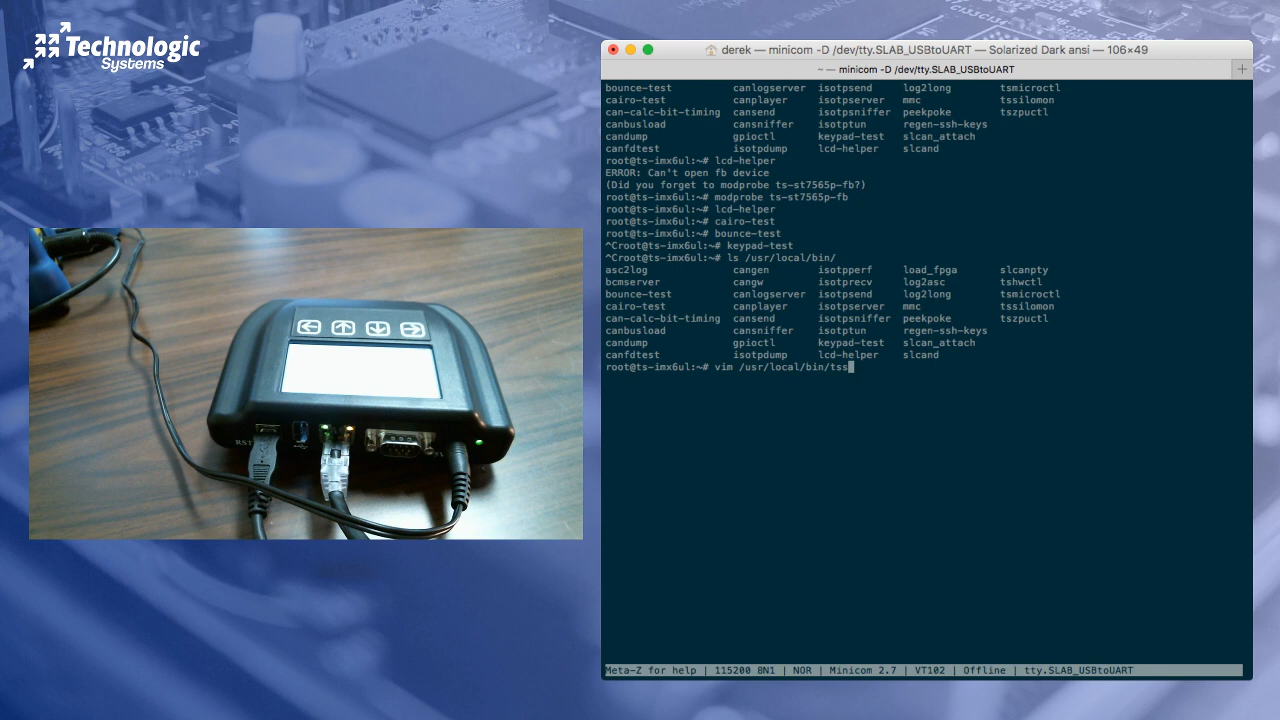 Technologic
Systems
RST
derek — minicom -D /dev/tty.SLAB_USBtoUART — Solarized Dark ansi — 106×49
~ — minicom -D /dev/tty.SLAB_USBtoUART
+
bounce-test canlogserver isotpsend log2long tsmicroctl
cairo-test canplayer isotpserver mmc tssilomon
can-calc-bit-timing cansend isotpsniffer peekpoke tszpuctl
canbusload cansniffer isotptun regen-ssh-keys
candump gpioctl keypad-test slcan_attach
canfdtest isotpdump lcd-helper slcand
root@ts-imx6ul:~# lcd-helper
ERROR: Can't open fb device
(Did you forget to modprobe ts-st7565p-fb?)
root@ts-imx6ul:~# modprobe ts-st7565p-fb
root@ts-imx6ul:~# lcd-helper
root@ts-imx6ul:~# cairo-test
root@ts-imx6ul:~# bounce-test
^Croot@ts-imx6ul:~# keypad-test
^Croot@ts-imx6ul:~# ls /usr/local/bin/
asc2log cangen isotpperf load_fpga slcanpty
bcmserver cangw isotprecv log2asc tshwctl
bounce-test canlogserver isotpsend log2long tsmicroctl
cairo-test canplayer isotpserver mmc tssilomon
can-calc-bit-timing cansend isotpsniffer peekpoke tszpuctl
canbusload cansniffer isotptun regen-ssh-keys
candump gpioctl keypad-test slcan_attach
canfdtest isotpdump lcd-helper slcand
root@ts-imx6ul:~# vim /usr/local/bin/tss
Meta-Z for help | 115200 8N1 | NOR | Minicom 2.7 | VT102 | Offline | tty.SLAB_USBtoUART